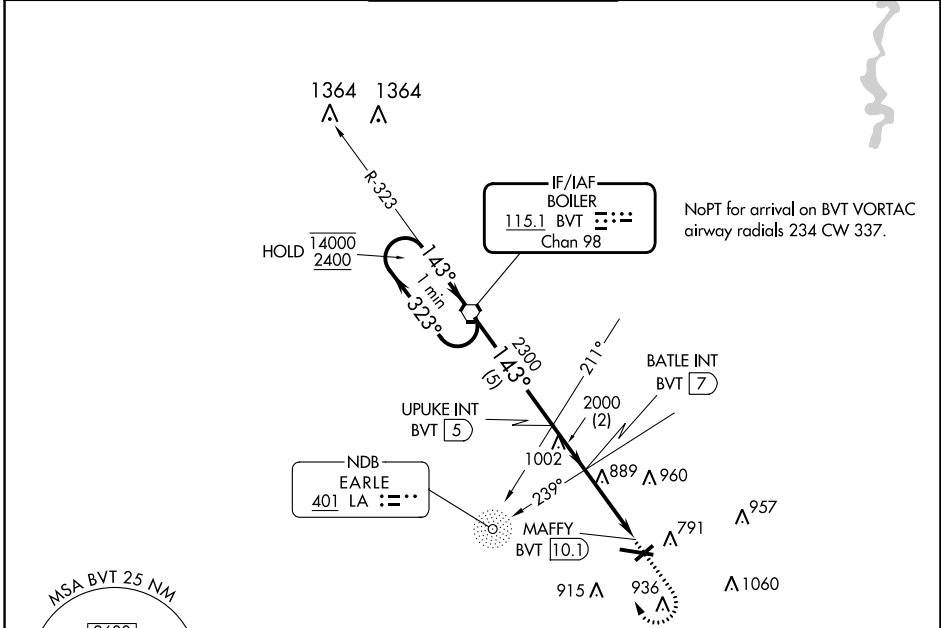 1364 1364
R-323
HOLD 14000
2400
143°
1 min
323°
IF/IAF
BOILER
115.1 BVT
Chan 98
NoPT for arrival on BVT VORTAC
airway radials 234 CW 337.
2300
143°
(5)
211°
BATLE INT
BVT 7
UPUKE INT
BVT 5
2000
(2)
1002
NDB
EARLE
401 LA
239°
889 960
MAFFY
BVT 10.1
791
957
915
936
1060
MSA BVT 25 NM